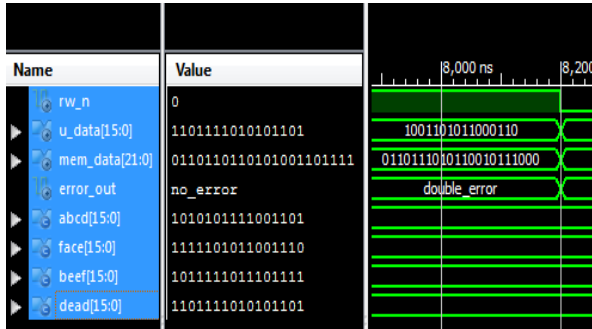 Name Value 8,000 ns 8,200
rw_n 0
u_data[15:0] 1101111010101101 1001101011000110
mem_data[21:0] 0110110110101001101111 0110111010110010111000
error_out no_error double_error
abcd[15:0] 1010101111001101
face[15:0] 1111101011001110
beef[15:0] 1011111011101111
dead[15:0] 1101111010101101